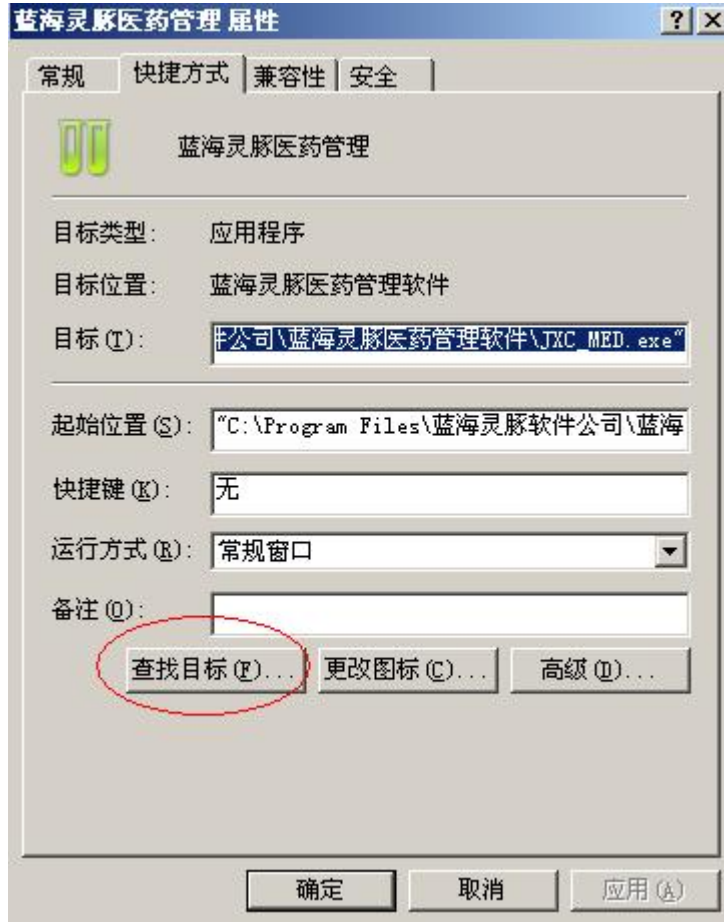 蓝海灵豚医药管理 属性
常规 快捷方式 兼容性 安全
蓝海灵豚医药管理
目标类型: 应用程序
目标位置: 蓝海灵豚医药管理软件
目标(T): 件公司\蓝海灵豚医药管理软件\JXC_MED.exe"
起始位置(S): "C:\Program Files\蓝海灵豚软件公司\蓝海
快捷键(K): 无
运行方式(R): 常规窗口
备注(O):
查找目标(F)... 更改图标(C)... 高级(D)...
确定 取消 应用(A)